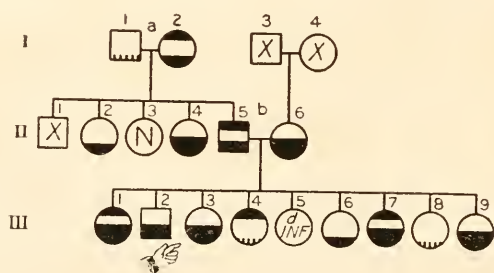 1 2 3 4
I a X X
1 2 3 4 5 b 6
II X N
1 2 3 4 5 6 7 8 9
III d INF